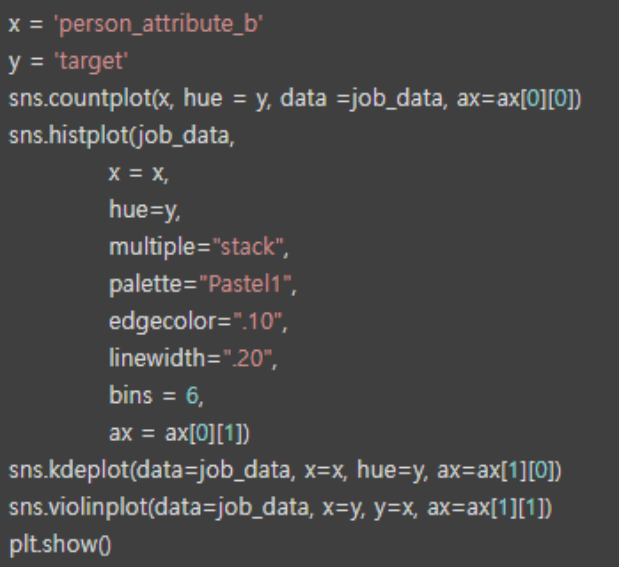 x = 'person_attribute_b'
y = 'target'
sns.countplot(x, hue = y, data =job_data, ax=ax[0][0])
sns.histplot(job_data,
x = x,
hue=y,
multiple="stack",
palette="Pastel1",
edgecolor=".10",
linewidth=".20",
bins = 6,
ax = ax[0][1])
sns.kdeplot(data=job_data, x=x, hue=y, ax=ax[1][0])
sns.violinplot(data=job_data, x=y, y=x, ax=ax[1][1])
plt.show()